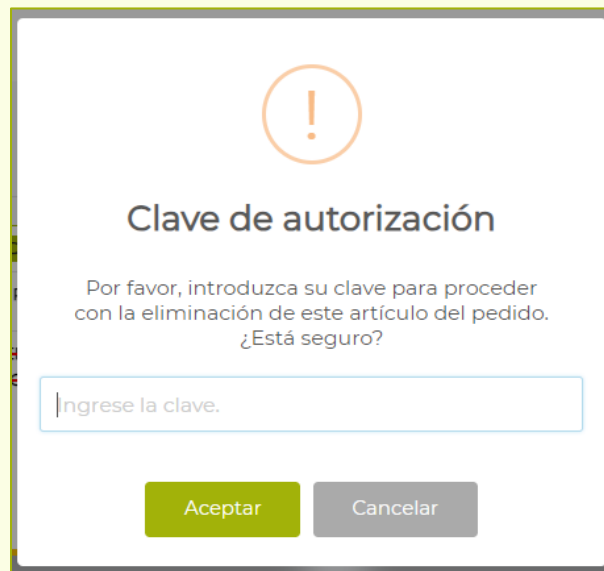 !
Clave de autorización
Por favor, introduzca su clave para proceder
con la eliminación de este artículo del pedido.
¿Está seguro?
Ingrese la clave.
Aceptar
Cancelar